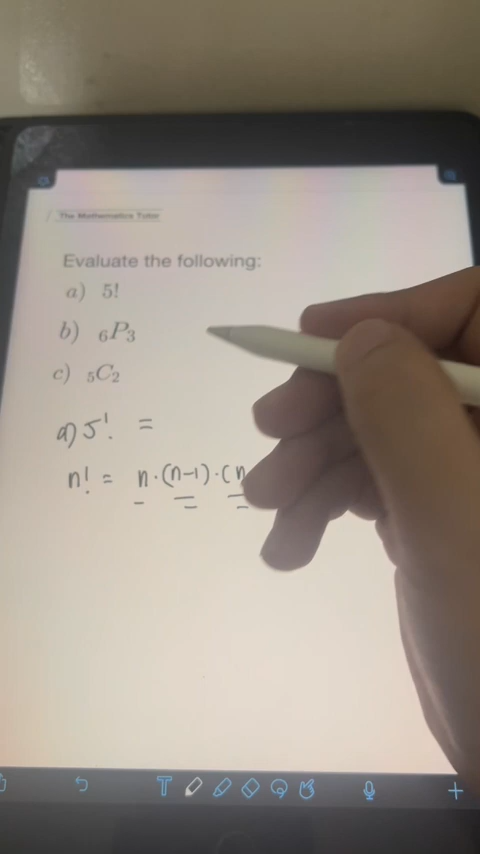 The Mathematics Tutor
Evaluate the following:
a) 5!
b) ₆P₃
c) ₅C₂
a) 5! =
n! = n·(n-1)·(n